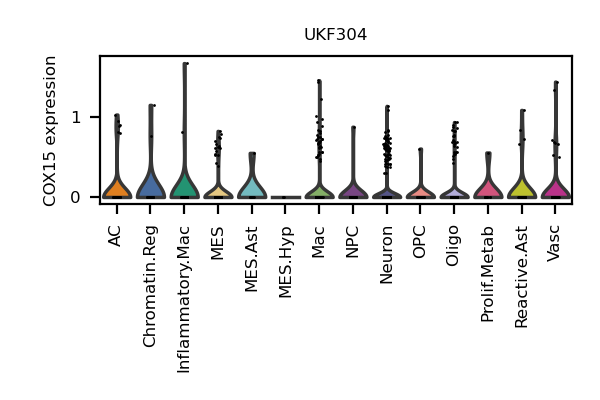 UKF304
COX15 expression
1
0
AC
Chromatin.Reg
Inflammatory.Mac
MES
MES.Ast
MES.Hyp
Mac
NPC
Neuron
OPC
Oligo
Prolif.Metab
Reactive.Ast
Vasc